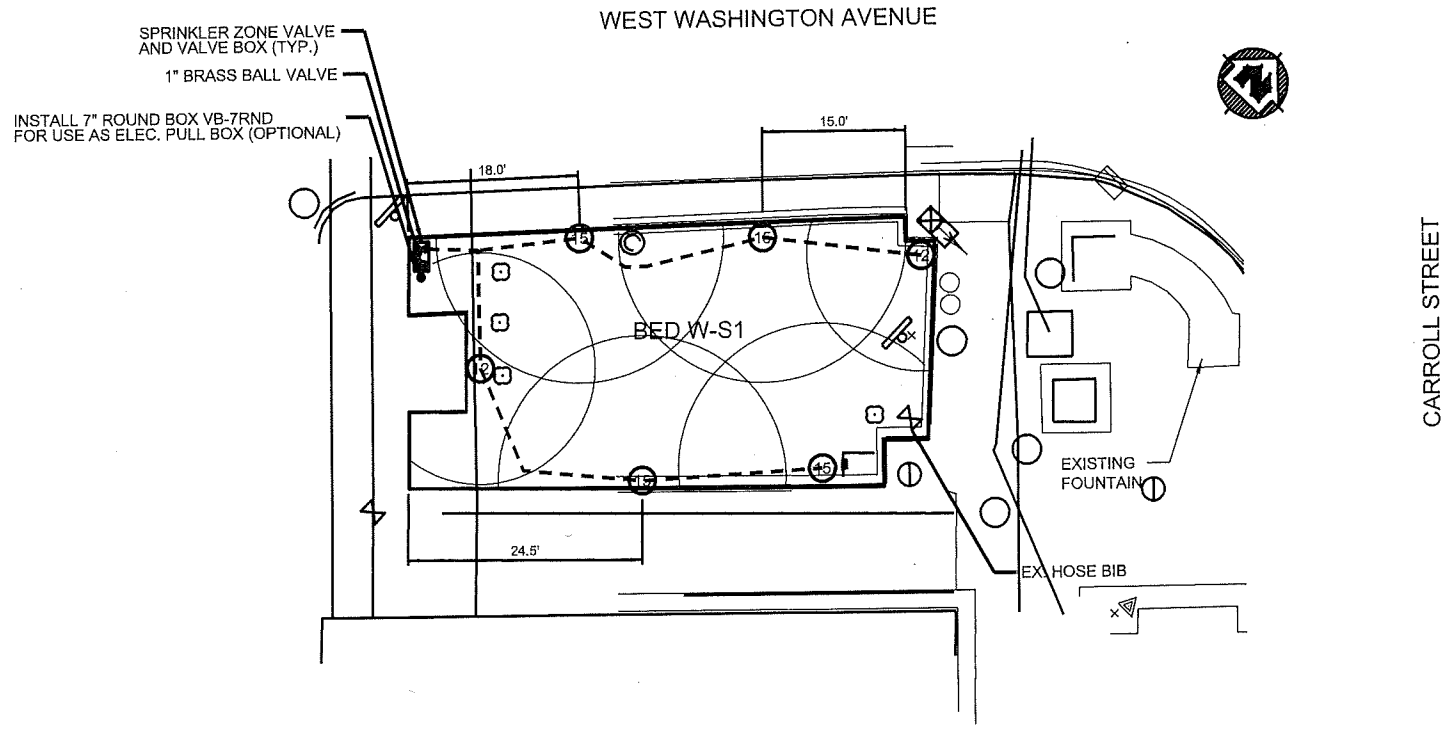 WEST WASHINGTON AVENUE
SPRINKLER ZONE VALVE
AND VALVE BOX (TYP.)
1" BRASS BALL VALVE
INSTALL 7" ROUND BOX VB-7RND
FOR USE AS ELEC. PULL BOX (OPTIONAL)
15.0'
18.0'
N
15
15
12
BED W-S1
12
15
15
CARROLL STREET
EXISTING
FOUNTAIN
24.5'
EX. HOSE BIB